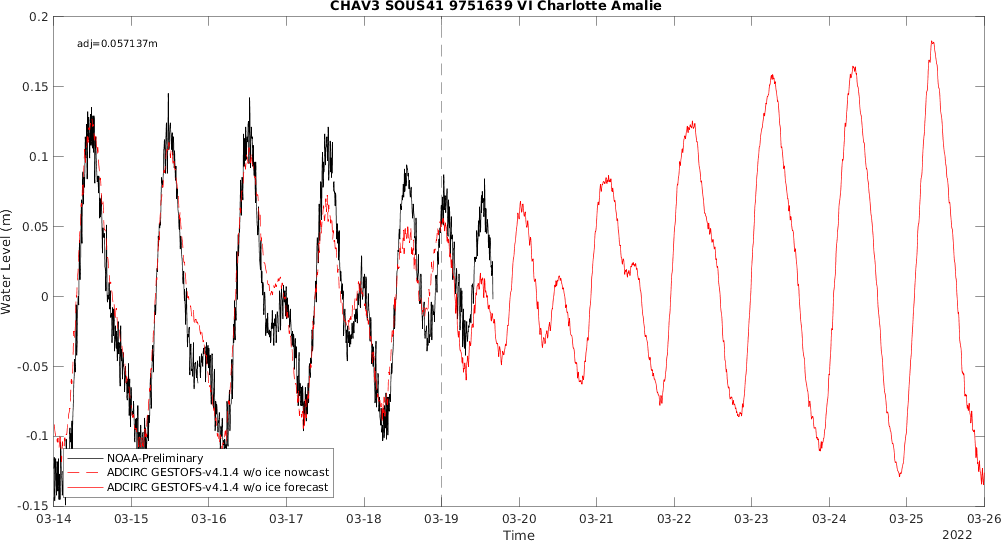 CHAV3 SOUS41 9751639 VI Charlotte Amalie
adj=0.057137m
0.2
0.15
0.1
0.05
0
-0.05
-0.1
-0.15
Water Level (m)
NOAA-Preliminary
ADCIRC GESTOFS-v4.1.4 w/o ice nowcast
ADCIRC GESTOFS-v4.1.4 w/o ice forecast
03-14 03-15 03-16 03-17 03-18 03-19 03-20 03-21 03-22 03-23 03-24 03-25 03-26
Time
2022